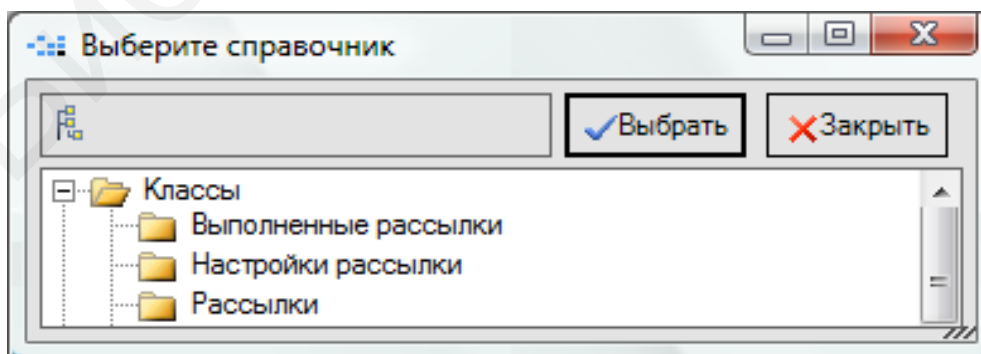 Выберите справочник
Выбрать Закрыть
Классы
Выполненные рассылки
Настройки рассылки
Рассылки